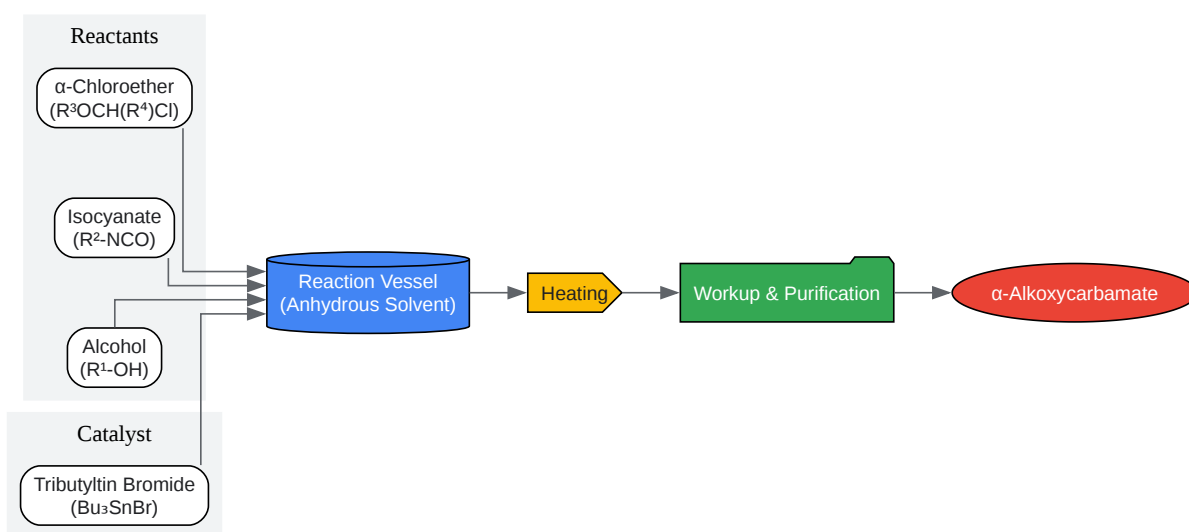 Reactants
α-Chloroether
(R³OCH(R⁴)Cl)
Isocyanate
(R²-NCO)
Alcohol
(R¹-OH)
Catalyst
Tributyltin Bromide
(Bu₃SnBr)
Reaction Vessel
(Anhydrous Solvent)
Heating
Workup & Purification
α-Alkoxycarbamate